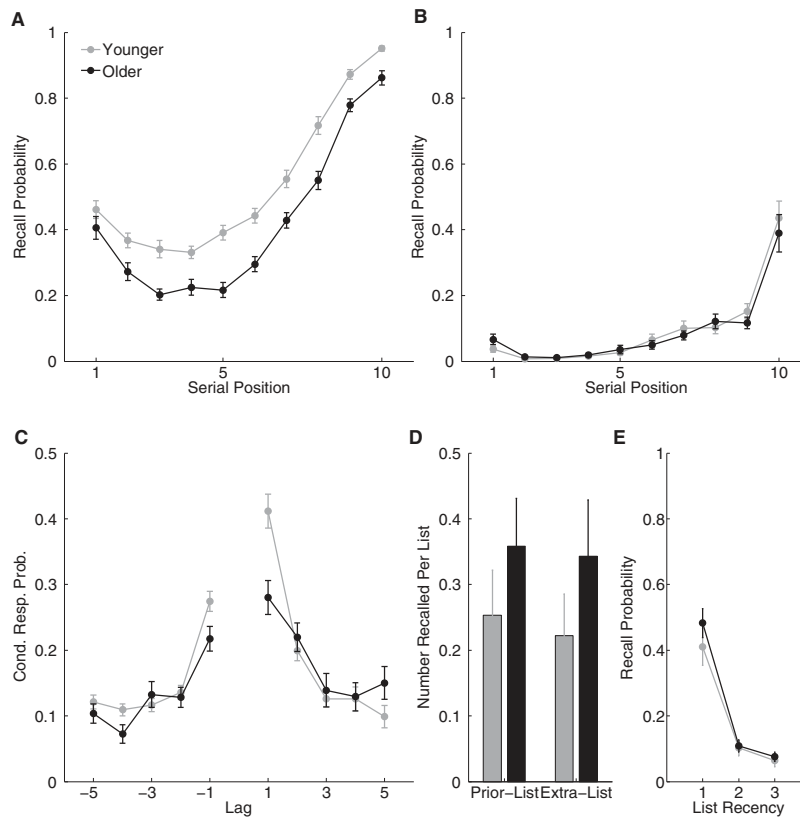 A
Younger
Older
1
0.8
0.6
0.4
0.2
0
Recall Probability
1
5
10
Serial Position
B
1
0.8
0.6
0.4
0.2
0
Recall Probability
1
5
10
Serial Position
C
0.5
0.4
0.3
0.2
0.1
0
Cond. Resp. Prob.
−5
−3
−1
1
3
5
Lag
D
0.5
0.4
0.3
0.2
0.1
0
Number Recalled Per List
Prior−List
Extra−List
E
1
0.8
0.6
0.4
0.2
0
Recall Probability
1
2
3
List Recency